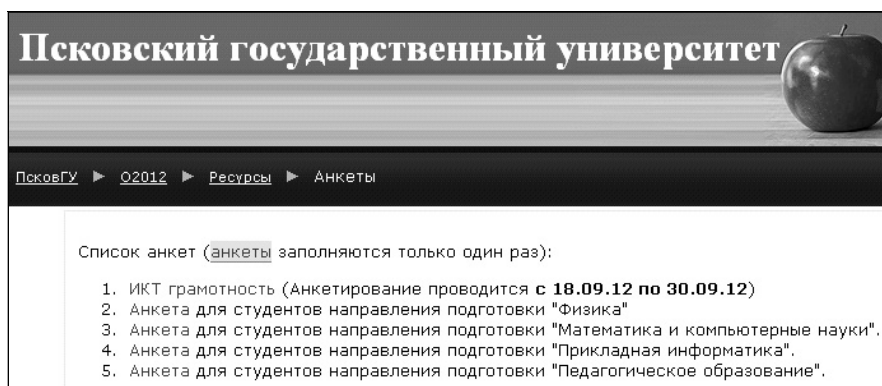 Псковский государственный университет
ПсковГУ ► О2012 ► Ресурсы ► Анкеты
Список анкет (анкеты заполняются только один раз):
1. ИКТ грамотность (Анкетирование проводится с 18.09.12 по 30.09.12)
2. Анкета для студентов направления подготовки "Физика"
3. Анкета для студентов направления подготовки "Математика и компьютерные науки".
4. Анкета для студентов направления подготовки "Прикладная информатика".
5. Анкета для студентов направления подготовки "Педагогическое образование".